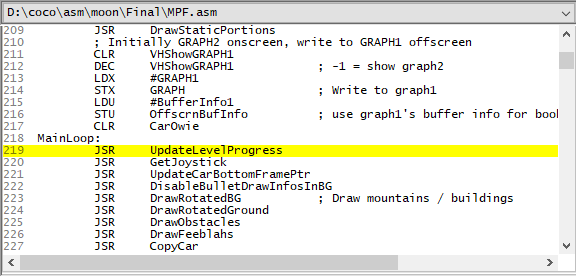 D:\coco\asm\moon\Final\MPF.asm
209 JSR DrawStaticPortions
210 ; Initially GRAPH2 onscreen, write to GRAPH1 offscreen
211 CLR VHShowGRAPH1
212 DEC VHShowGRAPH1 ; -1 = show graph2
213 LDX #GRAPH1
214 STX GRAPH ; Write to graph1
215 LDU #BufferInfo1
216 STU OffscrnBufInfo ; use graph1's buffer info for book
217 CLR CarOwie
218 MainLoop:
219 JSR UpdateLevelProgress
220 JSR GetJoystick
221 JSR UpdateCarBottomFramePtr
222 JSR DisableBulletDrawInfosInBG
223 JSR DrawRotatedBG ; Draw mountains / buildings
224 JSR DrawRotatedGround
225 JSR DrawObstacles
226 JSR DrawFeeblahs
227 JSR CopyCar